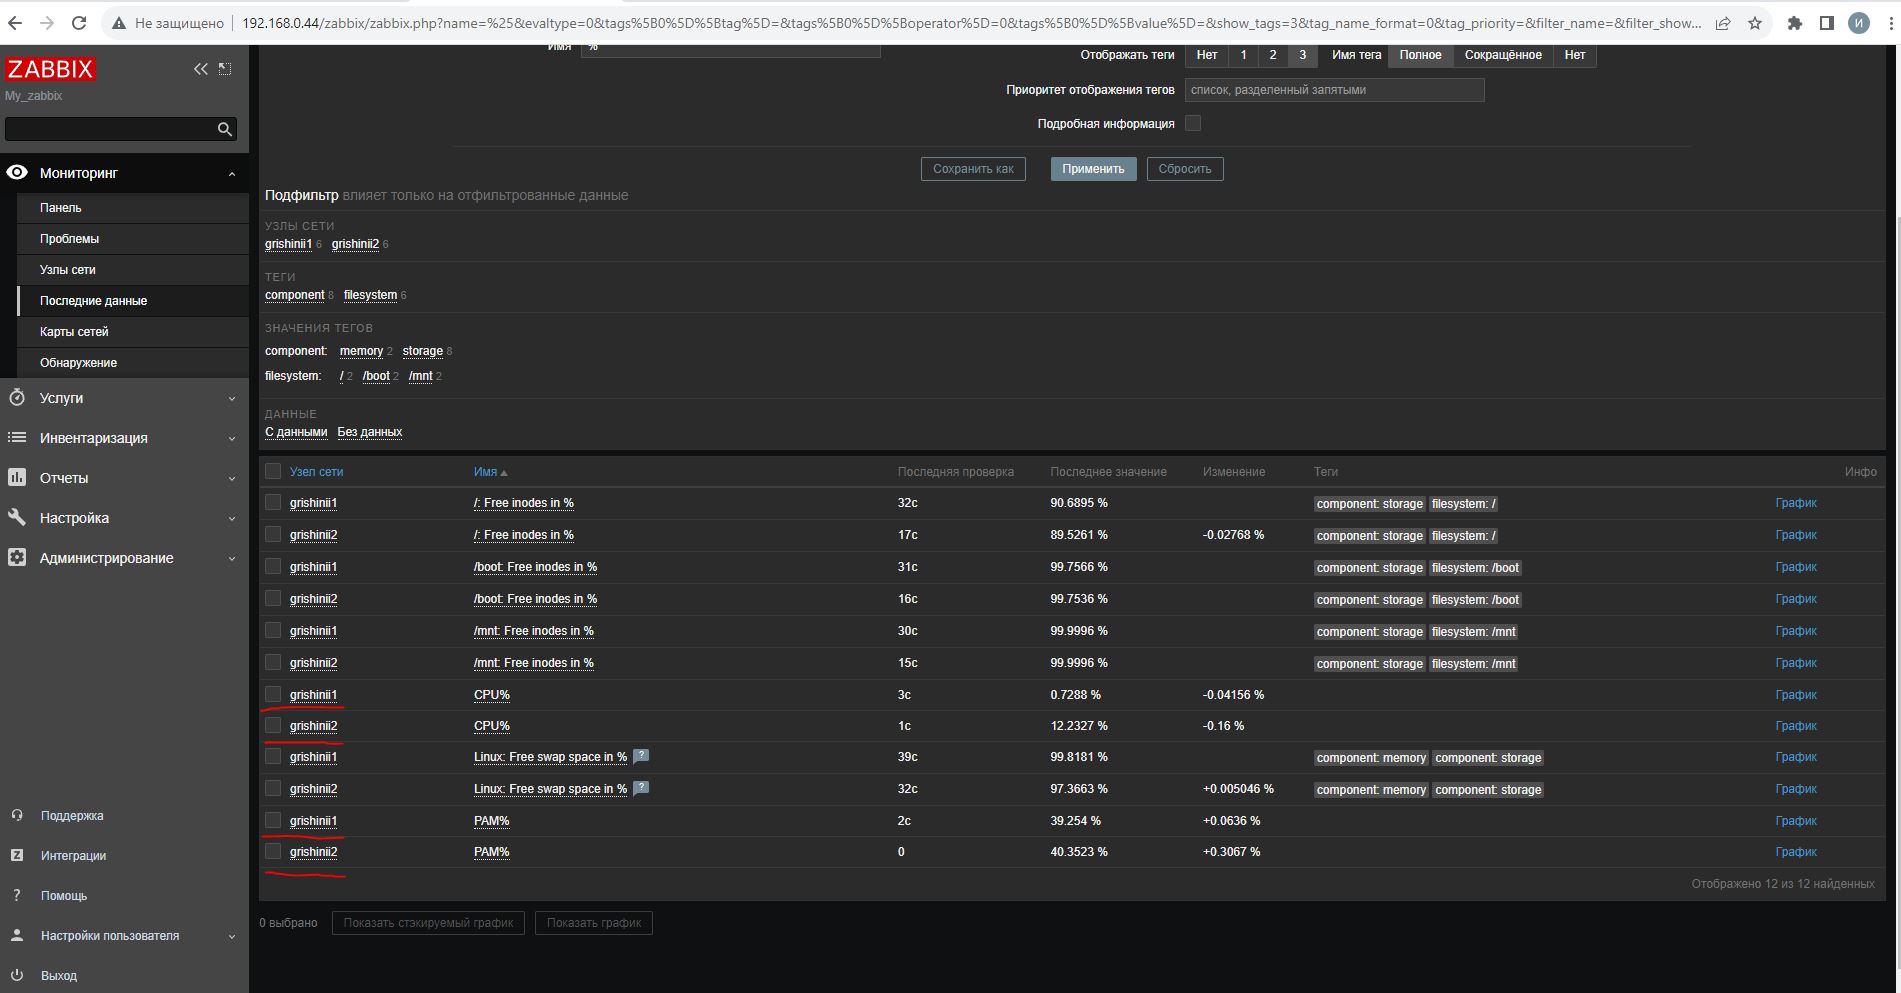 Не защищено 192.168.0.44/zabbix/zabbix.php?name=%25&evaltype=0&tags%5B0%5D%5Btag%5D=&tags%5B0%5D%5Boperator%5D=0&tags%5B0%5D%5Bvalue%5D=&show_tags=3&tag_name_format=0&tag_priority=&filter_name=&filter_show... И
ZABBIX
My_zabbix
Мониторинг
Панель
Проблемы
Узлы сети
Последние данные
Карты сетей
Обнаружение
Услуги
Инвентаризация
Отчеты
Настройка
Администрирование
Поддержка
Z Интеграции
? Помощь
Настройки пользователя
Выход
Имя %
Отображать теги Нет 1 2 3 Имя тега Полное Сокращённое Нет
Приоритет отображения тегов список, разделенный запятыми
Подробная информация
Сохранить как Применить Сбросить
Подфильтр влияет только на отфильтрованные данные
УЗЛЫ СЕТИ
grishinii1 6 grishinii2 6
ТЕГИ
component 8 filesystem 6
ЗНАЧЕНИЯ ТЕГОВ
component: memory 2 storage 8
filesystem: / 2 /boot 2 /mnt 2
ДАННЫЕ
С данными Без данных
Узел сети Имя Последняя проверка Последнее значение Изменение Теги Инфо
grishinii1 /: Free inodes in % 32с 90.6895 % component: storage filesystem: / График
grishinii2 /: Free inodes in % 17с 89.5261 % -0.02768 % component: storage filesystem: / График
grishinii1 /boot: Free inodes in % 31с 99.7566 % component: storage filesystem: /boot График
grishinii2 /boot: Free inodes in % 16с 99.7536 % component: storage filesystem: /boot График
grishinii1 /mnt: Free inodes in % 30с 99.9996 % component: storage filesystem: /mnt График
grishinii2 /mnt: Free inodes in % 15с 99.9996 % component: storage filesystem: /mnt График
grishinii1 CPU% 3с 0.7288 % -0.04156 % График
grishinii2 CPU% 1с 12.2327 % -0.16 % График
grishinii1 Linux: Free swap space in % ? 39с 99.8181 % component: memory component: storage График
grishinii2 Linux: Free swap space in % ? 32с 97.3663 % +0.005046 % component: memory component: storage График
grishinii1 PAM% 2с 39.254 % +0.0636 % График
grishinii2 PAM% 0 40.3523 % +0.3067 % График
Отображено 12 из 12 найденных
0 выбрано Показать стэкируемый график Показать график